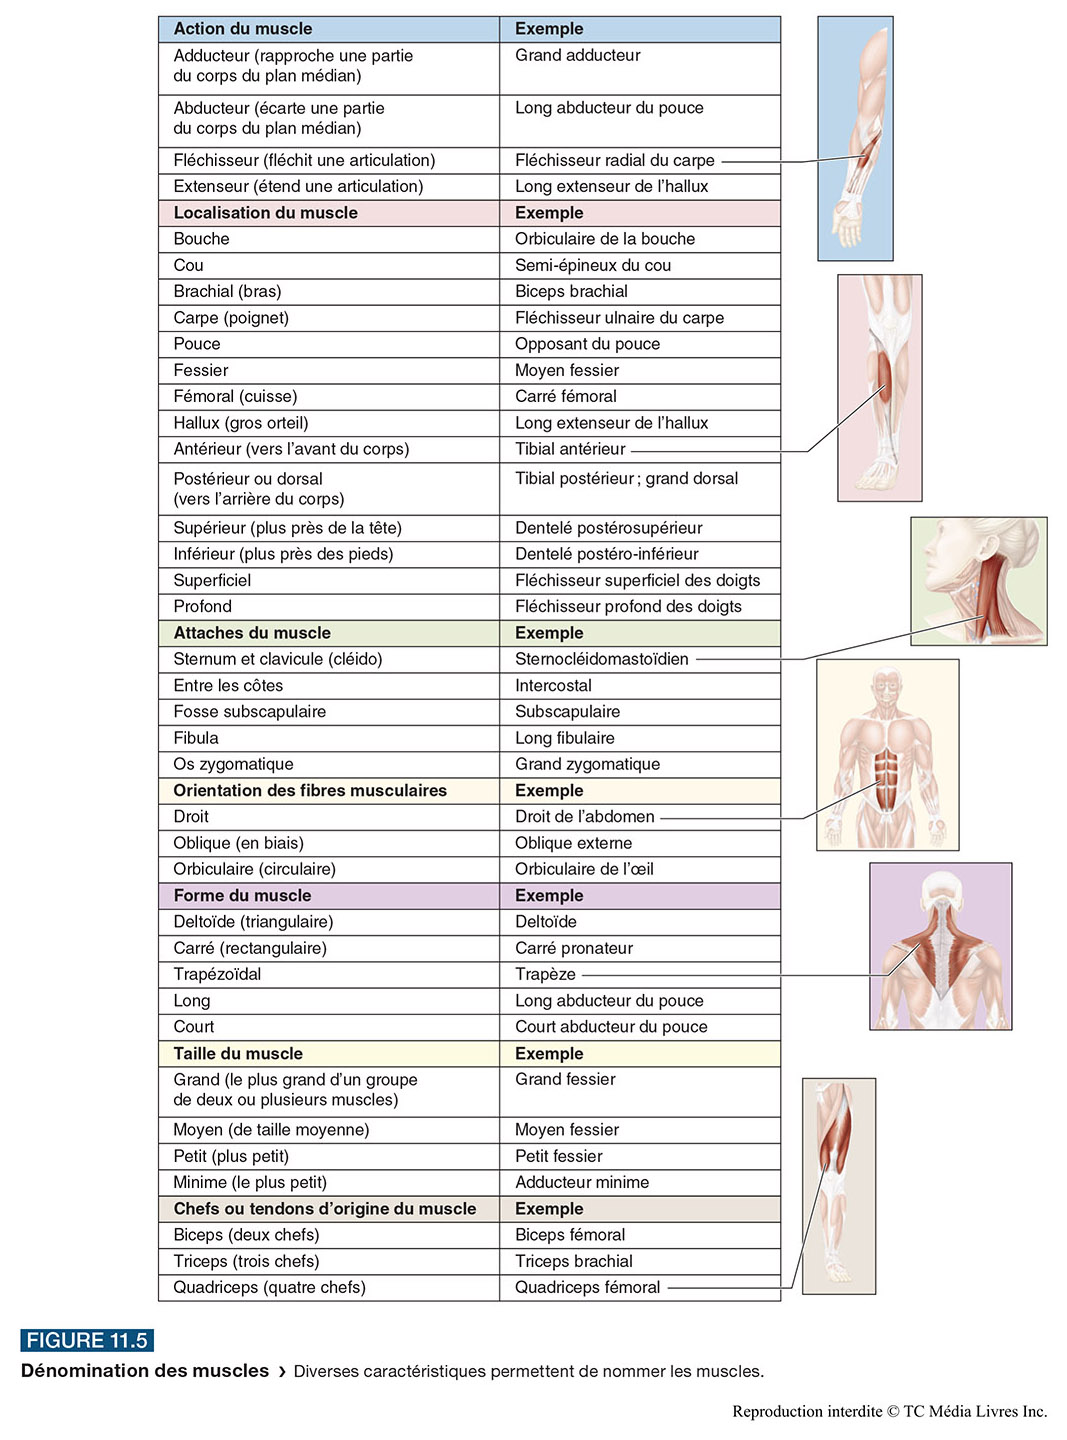 Action du muscle Exemple
Adducteur (rapproche une partie Grand adducteur
du corps du plan médian)
Abducteur (écarte une partie Long abducteur du pouce
du corps du plan médian)
Fléchisseur (fléchit une articulation) Fléchisseur radial du carpe
Extenseur (étend une articulation) Long extenseur de l'hallux
Localisation du muscle Exemple
Bouche Orbiculaire de la bouche
Cou Semi-épineux du cou
Brachial (bras) Biceps brachial
Carpe (poignet) Fléchisseur ulnaire du carpe
Pouce Opposant du pouce
Fessier Moyen fessier
Fémoral (cuisse) Carré fémoral
Hallux (gros orteil) Long extenseur de l'hallux
Antérieur (vers l'avant du corps) Tibial antérieur
Postérieur ou dorsal Tibial postérieur ; grand dorsal
(vers l'arrière du corps)
Supérieur (plus près de la tête) Dentelé postérosupérieur
Inférieur (plus près des pieds) Dentelé postéro-inférieur
Superficiel Fléchisseur superficiel des doigts
Profond Fléchisseur profond des doigts
Attaches du muscle Exemple
Sternum et clavicule (cléido) Sternocléidomastoïdien
Entre les côtes Intercostal
Fosse subscapulaire Subscapulaire
Fibula Long fibulaire
Os zygomatique Grand zygomatique
Orientation des fibres musculaires Exemple
Droit Droit de l'abdomen
Oblique (en biais) Oblique externe
Orbiculaire (circulaire) Orbiculaire de l'œil
Forme du muscle Exemple
Deltoïde (triangulaire) Deltoïde
Carré (rectangulaire) Carré pronateur
Trapézoïdal Trapèze
Long Long abducteur du pouce
Court Court abducteur du pouce
Taille du muscle Exemple
Grand (le plus grand d'un groupe Grand fessier
de deux ou plusieurs muscles)
Moyen (de taille moyenne) Moyen fessier
Petit (plus petit) Petit fessier
Minime (le plus petit) Adducteur minime
Chefs ou tendons d'origine du muscle Exemple
Biceps (deux chefs) Biceps fémoral
Triceps (trois chefs) Triceps brachial
Quadriceps (quatre chefs) Quadriceps fémoral
FIGURE 11.5
Dénomination des muscles › Diverses caractéristiques permettent de nommer les muscles.
Reproduction interdite © TC Média Livres Inc.